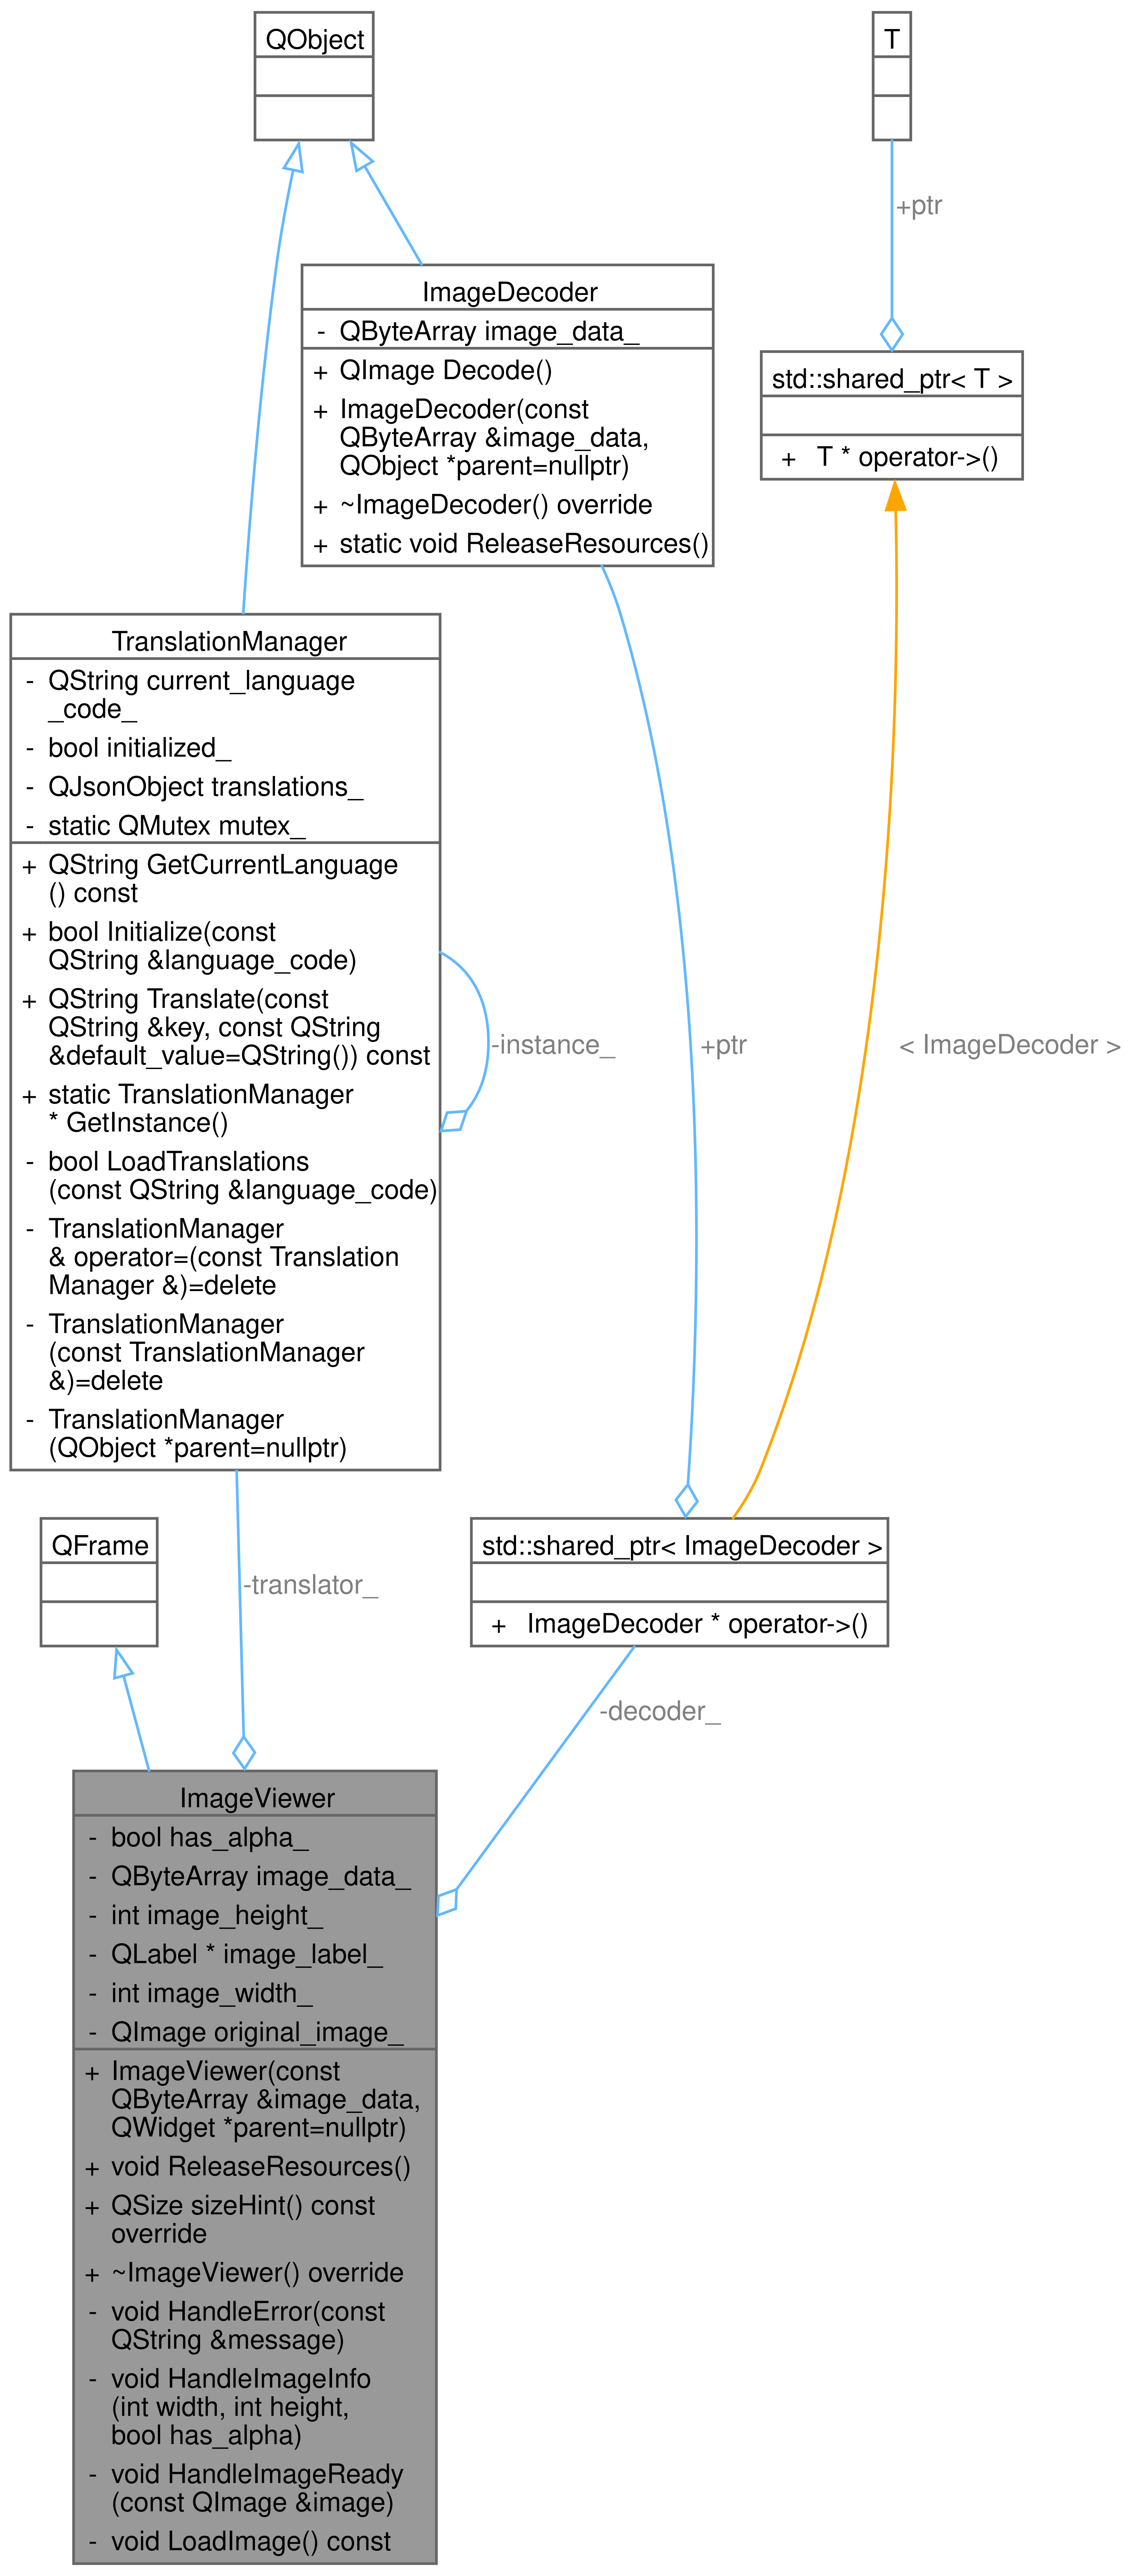 QObject
T
+ptr
ImageDecoder
- QByteArray image_data_
+ QImage Decode()
+ ImageDecoder(const
QByteArray &image_data,
QObject *parent=nullptr)
+ ~ImageDecoder() override
+ static void ReleaseResources()
std::shared_ptr< T >
+ T * operator->()
TranslationManager
- QString current_language
_code_
- bool initialized_
- QJsonObject translations_
- static QMutex mutex_
+ QString GetCurrentLanguage
() const
+ bool Initialize(const
QString &language_code)
+ QString Translate(const
QString &key, const QString
&default_value=QString()) const
+ static TranslationManager
* GetInstance()
- bool LoadTranslations
(const QString &language_code)
- TranslationManager
& operator=(const Translation
Manager &)=delete
- TranslationManager
(const TranslationManager
&)=delete
- TranslationManager
(QObject *parent=nullptr)
-instance_
+ptr
< ImageDecoder >
QFrame
-translator_
std::shared_ptr< ImageDecoder >
+ ImageDecoder * operator->()
-decoder_
ImageViewer
- bool has_alpha_
- QByteArray image_data_
- int image_height_
- QLabel * image_label_
- int image_width_
- QImage original_image_
+ ImageViewer(const
QByteArray &image_data,
QWidget *parent=nullptr)
+ void ReleaseResources()
+ QSize sizeHint() const
override
+ ~ImageViewer() override
- void HandleError(const
QString &message)
- void HandleImageInfo
(int width, int height,
bool has_alpha)
- void HandleImageReady
(const QImage &image)
- void LoadImage() const